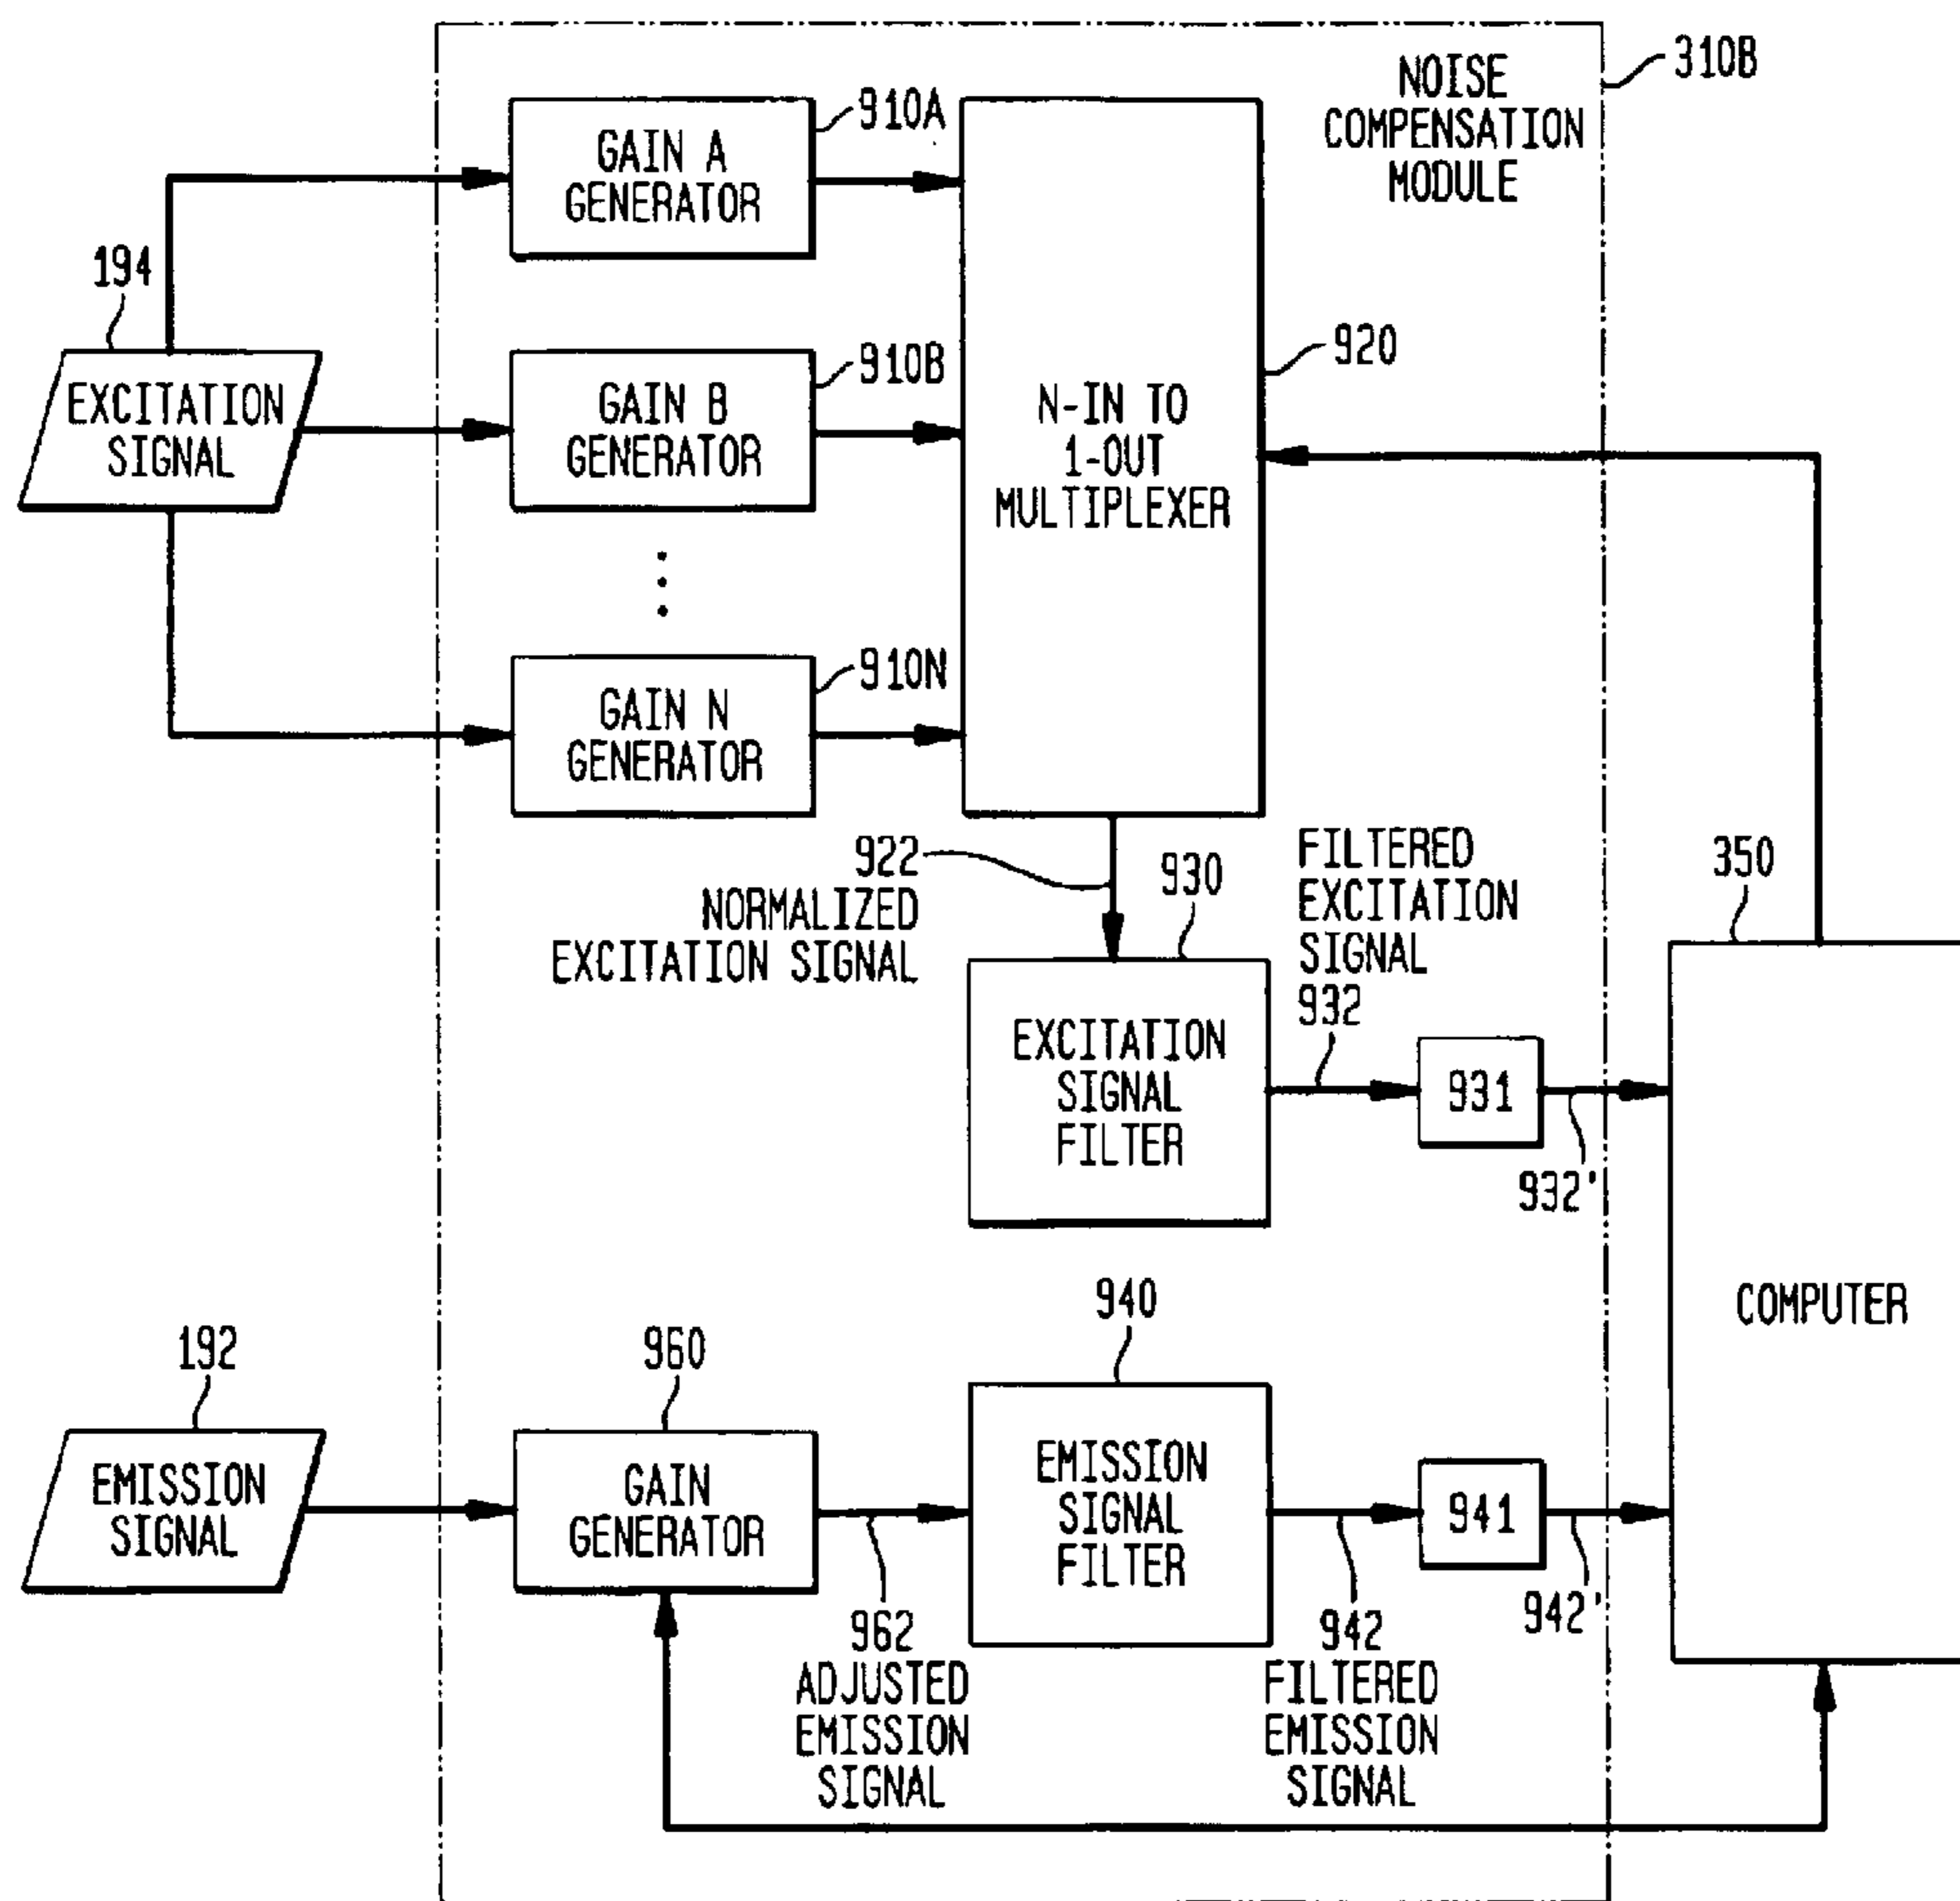 NOISE
COMPENSATION
MODULE
310B
GAIN A
GENERATOR
910A
194
EXCITATION
SIGNAL
GAIN B
GENERATOR
910B
N-IN TO
1-OUT
MULTIPLEXER
920
GAIN N
GENERATOR
910N
922
NORMALIZED
EXCITATION SIGNAL
930
FILTERED
EXCITATION
SIGNAL
932
350
EXCITATION
SIGNAL
FILTER
931
932'
COMPUTER
192
960
940
EMISSION
SIGNAL
GAIN
GENERATOR
EMISSION
SIGNAL
FILTER
941
942'
962
ADJUSTED
EMISSION
SIGNAL
942
FILTERED
EMISSION
SIGNAL